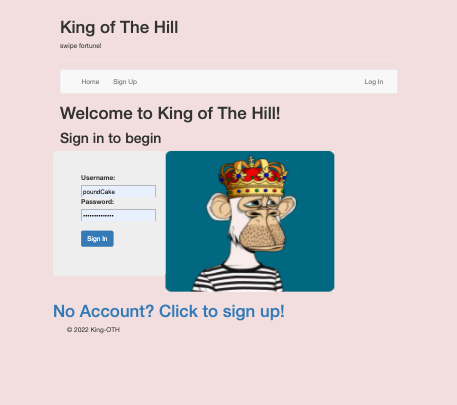 King of The Hill
swipe fortune!
Home Sign Up Log In
Welcome to King of The Hill!
Sign in to begin
Username:
poundCake
Password:
••••••••••••••
Sign In
No Account? Click to sign up!
© 2022 King-OTH